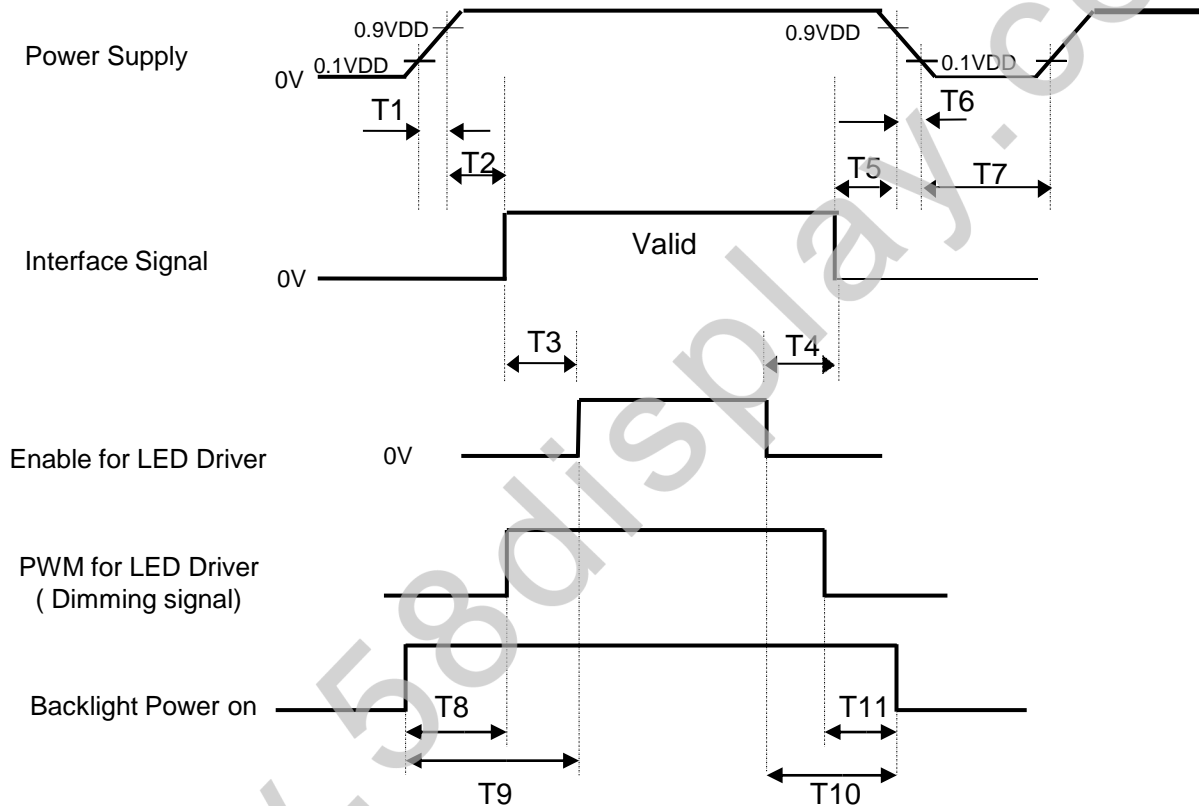 0.9VDD
0.9VDD
Power Supply
0.1VDD
0.1VDD
0V
T1
T6
T2
T5
T7
Valid
Interface Signal
0V
T3
T4
Enable for LED Driver
0V
PWM for LED Driver
( Dimming signal)
Backlight Power on
T8
T11
T9
T10
.58display.co